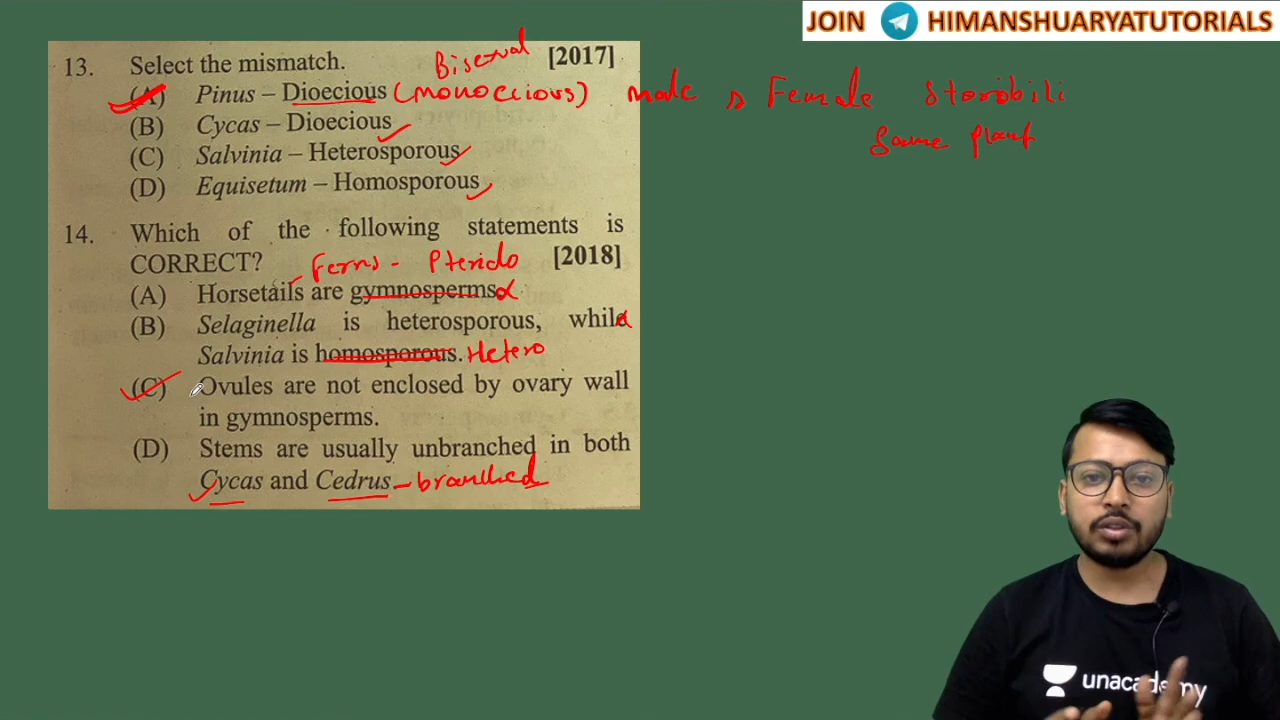 JOIN HIMANSHUARYATUTORIALS
Bisexual
13. Select the mismatch. [2017]
(A) Pinus – Dioecious (monoecious) male Female Storobili
(B) Cycas – Dioecious
same plant
(C) Salvinia – Heterosporous
(D) Equisetum – Homosporous
14. Which of the following statements is
CORRECT? [2018]
Ferns - Pterido
(A) Horsetails are gymnosperms
(B) Selaginella is heterosporous, while
Salvinia is homosporous. Hetero
(C) Ovules are not enclosed by ovary wall
in gymnosperms.
(D) Stems are usually unbranched in both
Cycas and Cedrus. - branched
unacademy